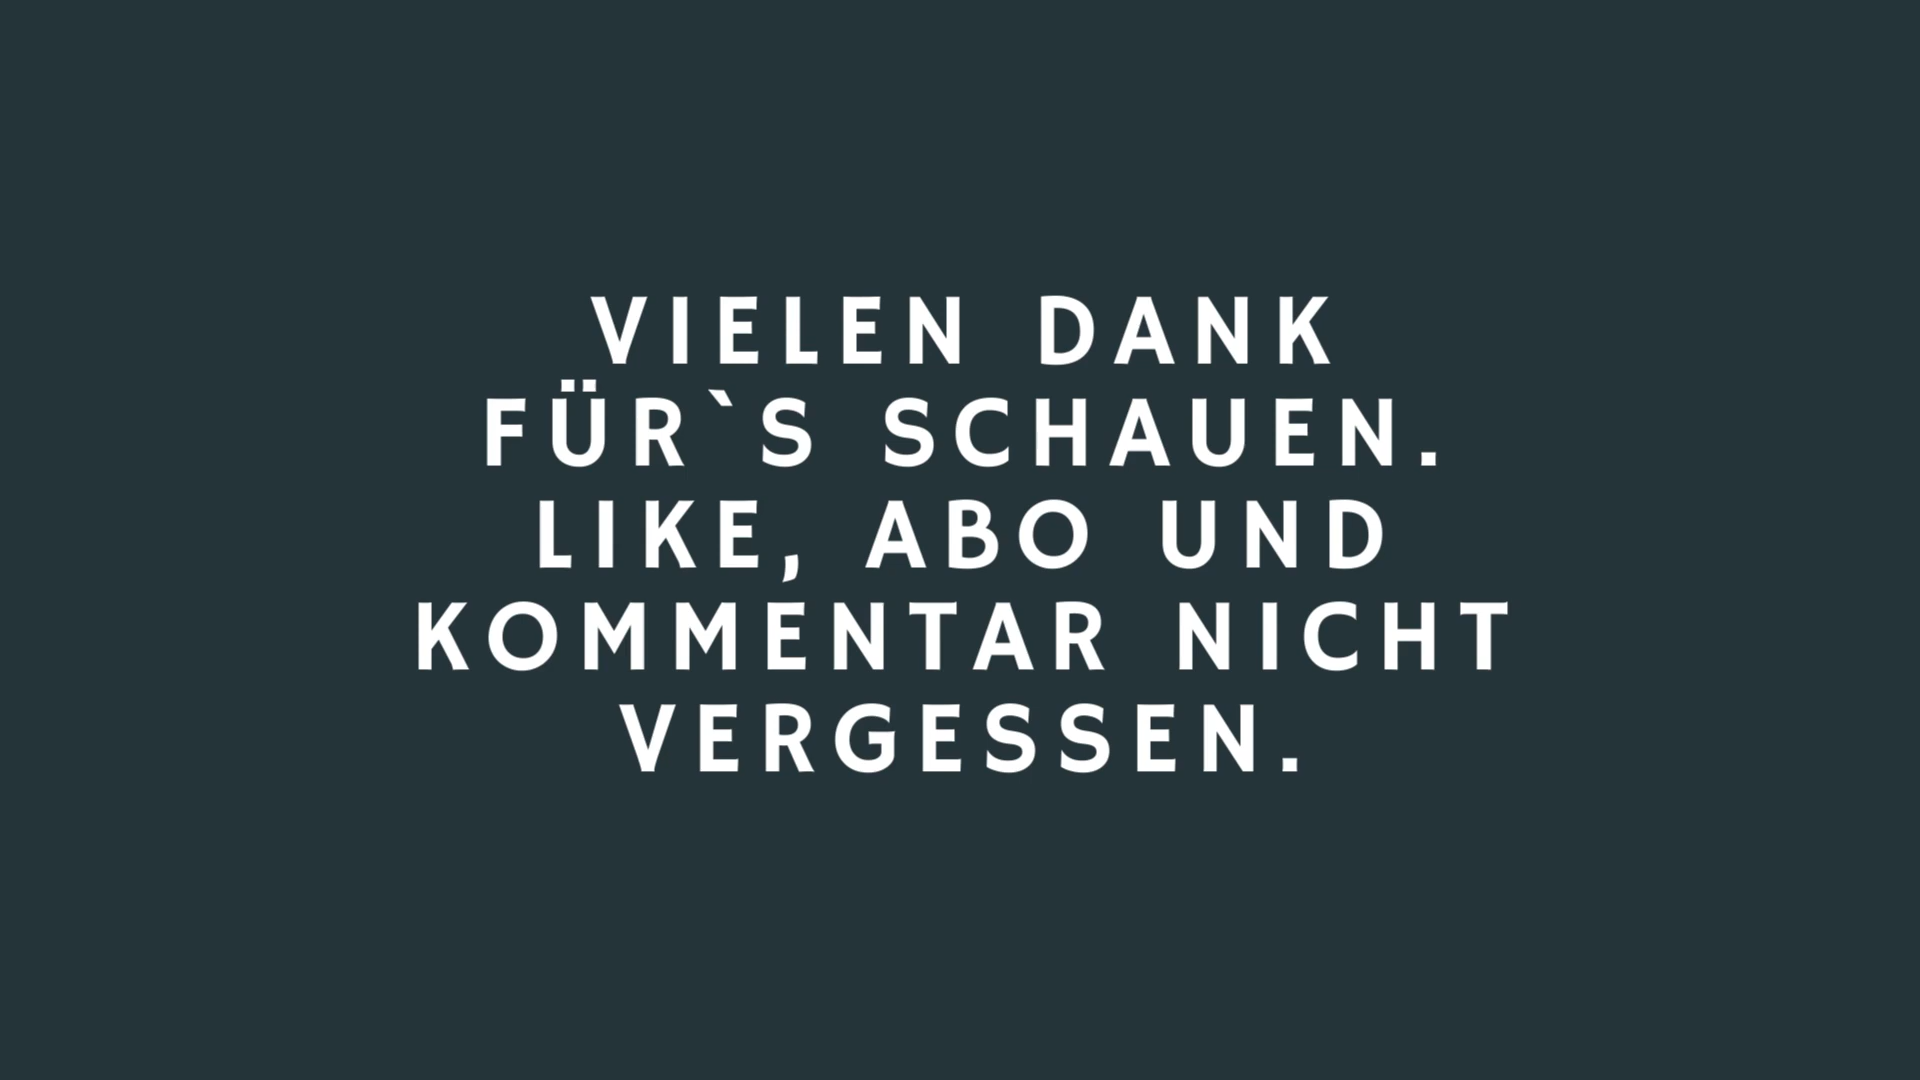 VIELEN DANK
FÜR`S SCHAUEN.
LIKE, ABO UND
KOMMENTAR NICHT
VERGESSEN.